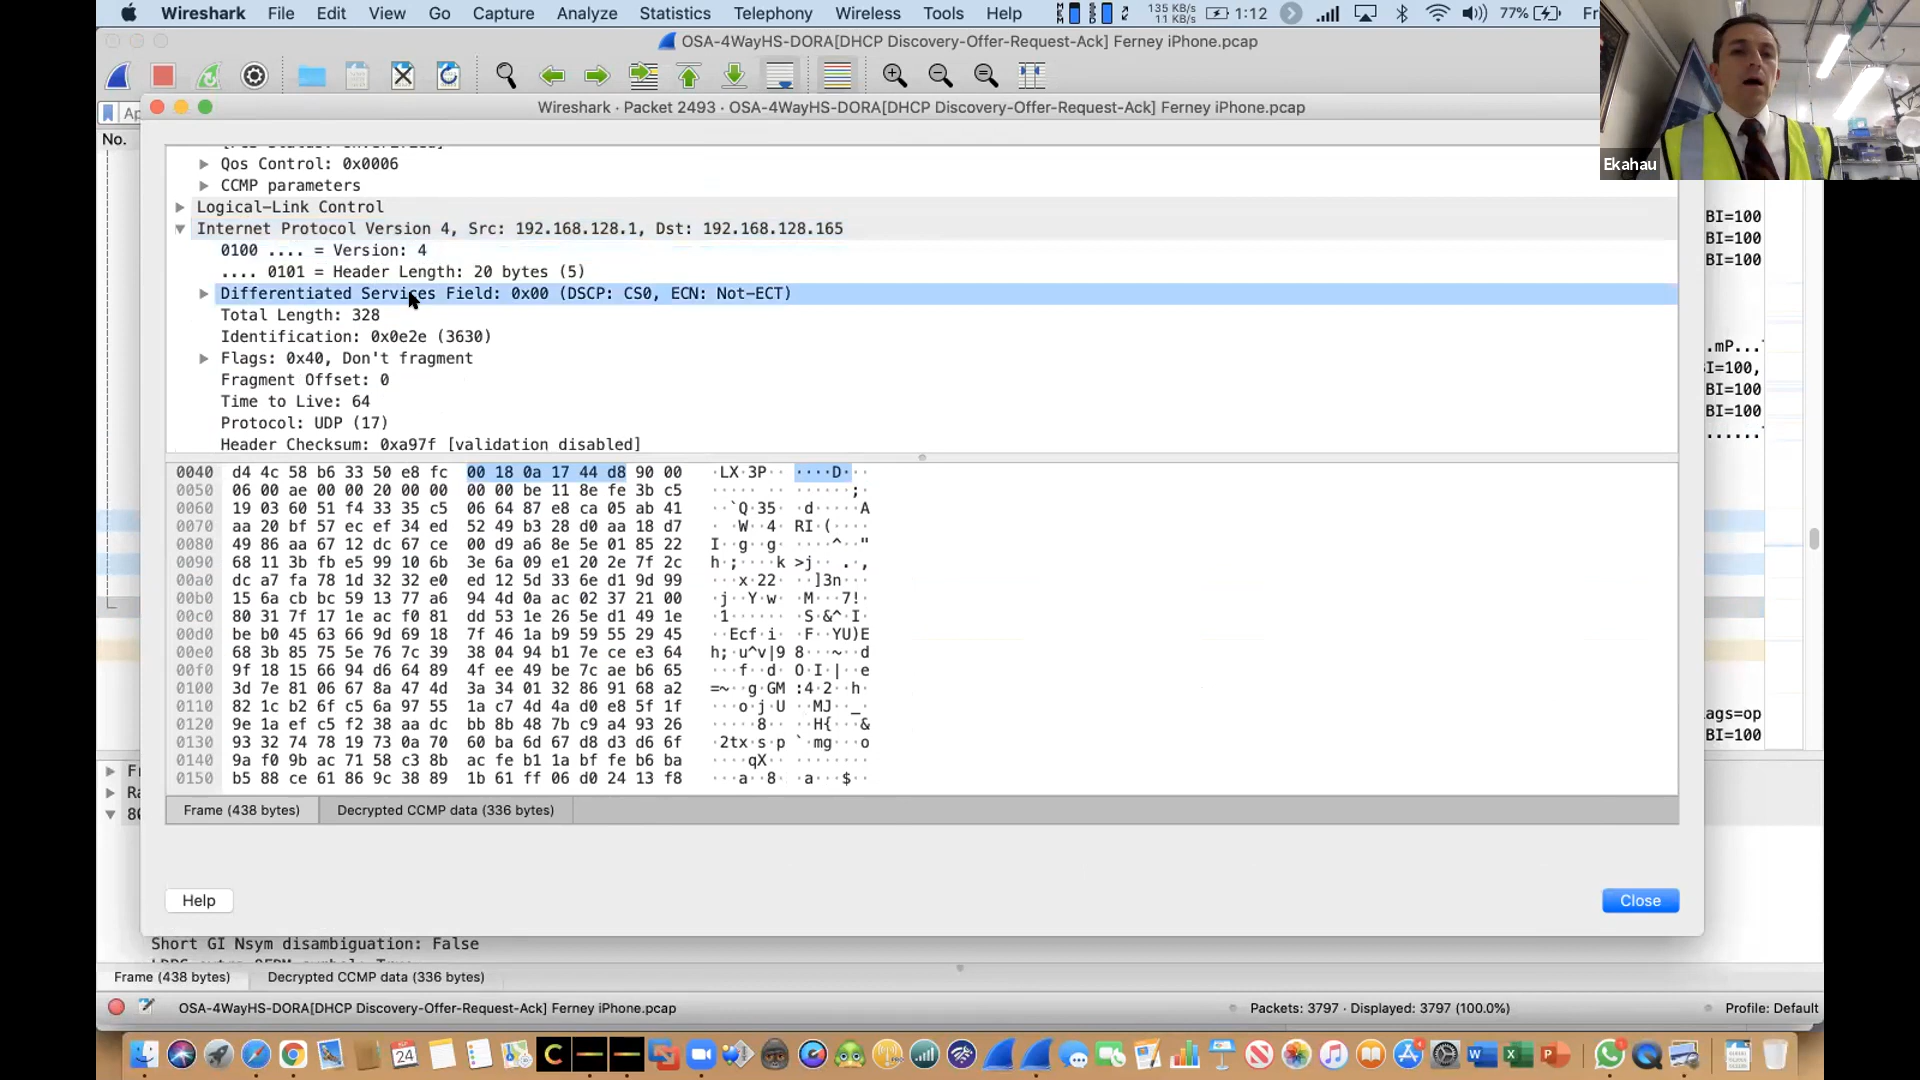 Wireshark File Edit View Go Capture Analyze Statistics Telephony Wireless Tools Help 135 KB/s 11 KB/s 1:12 77% Fri
OSA-4WayHS-DORA[DHCP Discovery-Offer-Request-Ack] Ferney iPhone.pcap
Wireshark · Packet 2493 · OSA-4WayHS-DORA[DHCP Discovery-Offer-Request-Ack] Ferney iPhone.pcap
Ap
No.
Ekahau
Qos Control: 0x0006
CCMP parameters
Logical-Link Control
Internet Protocol Version 4, Src: 192.168.128.1, Dst: 192.168.128.165
0100 .... = Version: 4
.... 0101 = Header Length: 20 bytes (5)
Differentiated Services Field: 0x00 (DSCP: CS0, ECN: Not-ECT)
Total Length: 328
Identification: 0x0e2e (3630)
Flags: 0x40, Don't fragment
Fragment Offset: 0
Time to Live: 64
Protocol: UDP (17)
Header Checksum: 0xa97f [validation disabled]
BI=100
BI=100
BI=100
.mP...
I=100,
BI=100
BI=100
......
ags=op
BI=100
0040 d4 4c 58 b6 33 50 e8 fc 00 18 0a 17 44 d8 90 00 ·LX·3P·· ····D···
0050 06 00 ae 00 00 20 00 00 00 00 be 11 8e fe 3b c5
0060 19 03 60 51 f4 33 35 c5 06 64 87 e8 ca 05 ab 41
0070 aa 20 bf 57 ec ef 34 ed 52 49 b3 28 d0 aa 18 d7
0080 49 86 aa 67 12 dc 67 ce 00 d9 a6 8e 5e 01 85 22
0090 68 11 3b fb e5 99 10 6b 3e 6a 09 e1 20 2e 7f 2c
00a0 dc a7 fa 78 1d 32 32 e0 ed 12 5d 33 6e d1 9d 99
00b0 15 6a cb bc 59 13 77 a6 94 4d 0a ac 02 37 21 00
00c0 80 31 7f 17 1e ac f0 81 dd 53 1e 26 5e d1 49 1e
00d0 be b0 45 63 66 9d 69 18 7f 46 1a b9 59 55 29 45
00e0 68 3b 85 75 5e 76 7c 39 38 04 94 b1 7e ce e3 64
00f0 9f 18 15 66 94 d6 64 89 4f ee 49 be 7c ae b6 65
0100 3d 7e 81 06 67 8a 47 4d 3a 34 01 32 86 91 68 a2
0110 82 1c b2 6f c5 6a 97 55 1a c7 4d 4a d0 e8 5f 1f
0120 9e 1a ef c5 f2 38 aa dc bb 8b 48 7b c9 a4 93 26
0130 93 32 74 78 19 73 0a 70 60 ba 6d 67 d8 d3 d6 6f
0140 9a f0 9b ac 71 58 c3 8b ac fe b1 1a bf fe b6 ba
0150 b5 88 ce 61 86 9c 38 89 1b 61 ff 06 d0 24 13 f8
Frame (438 bytes) Decrypted CCMP data (336 bytes)
Help Close
Short GI Nsym disambiguation: False
Frame (438 bytes) Decrypted CCMP data (336 bytes)
OSA-4WayHS-DORA[DHCP Discovery-Offer-Request-Ack] Ferney iPhone.pcap Packets: 3797 · Displayed: 3797 (100.0%) Profile: Default
24